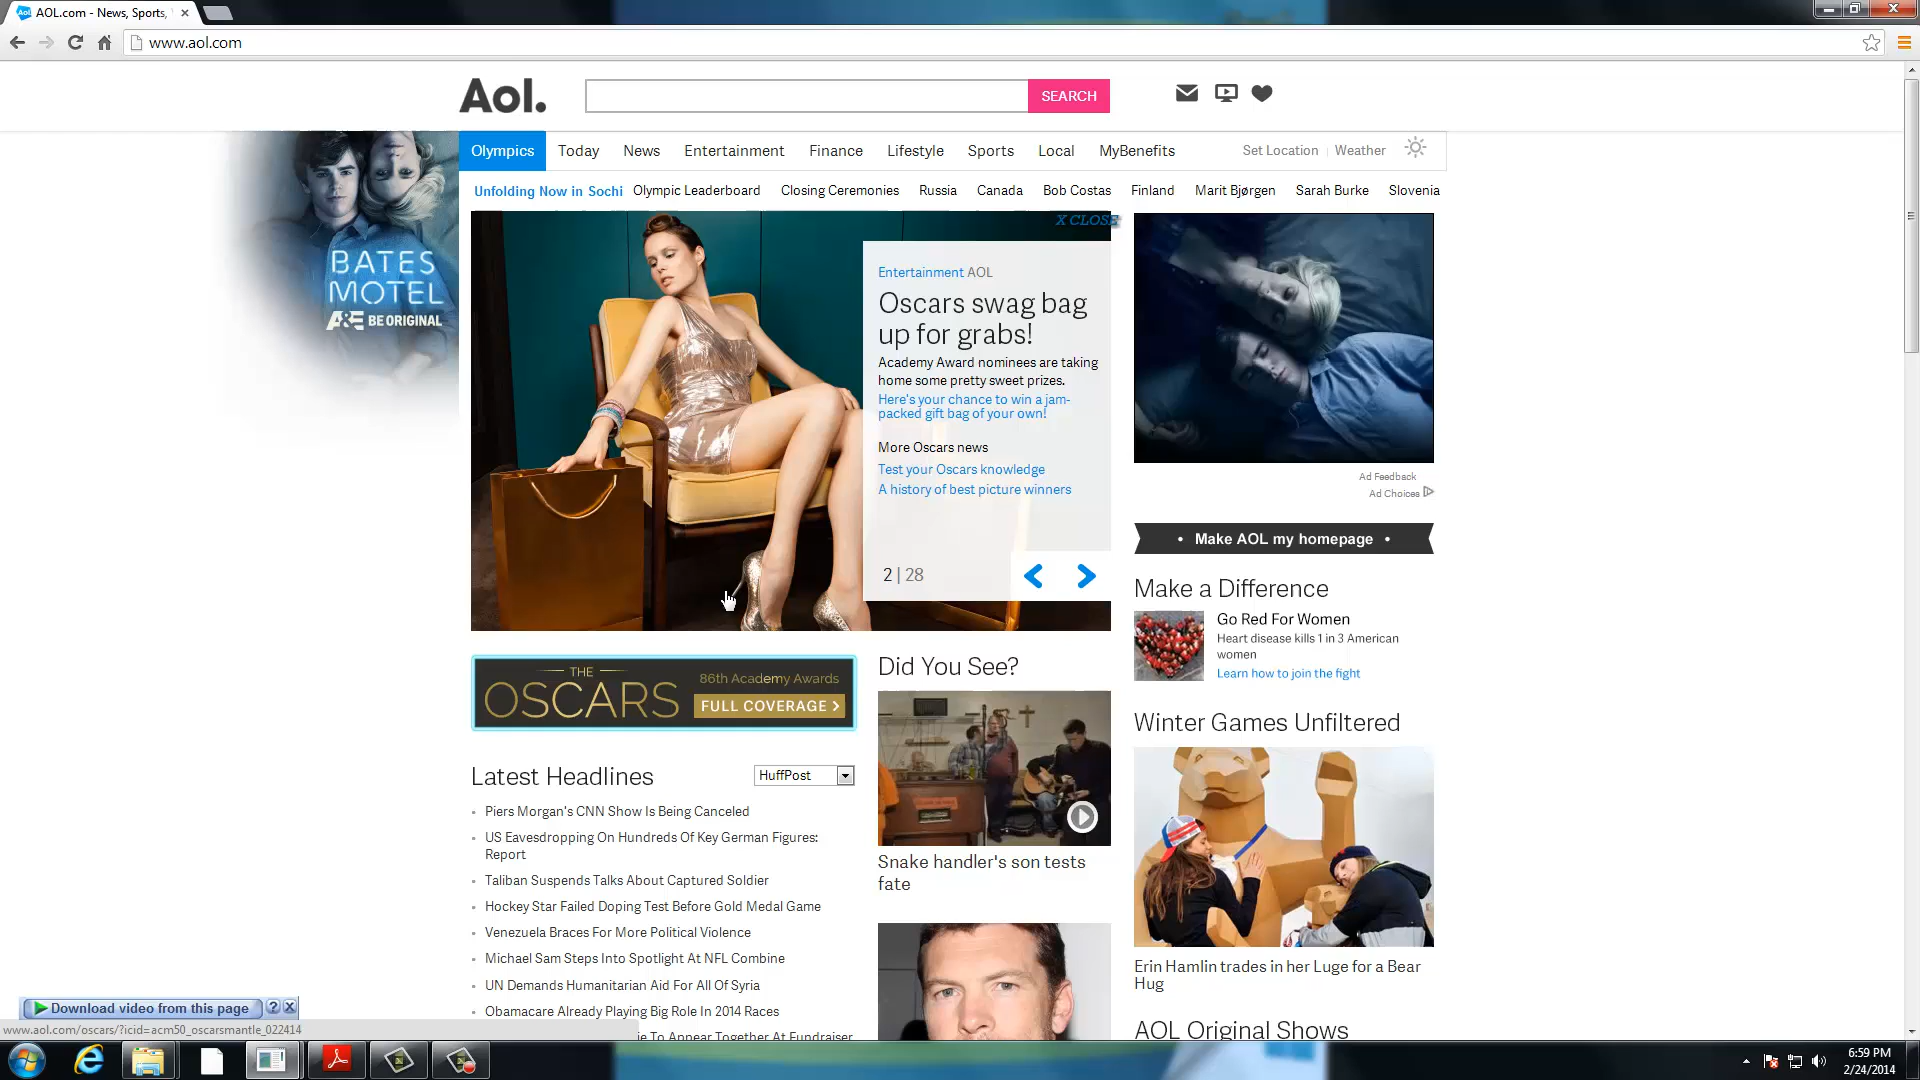 AOL.com - News, Sports,
www.aol.com
Aol.
SEARCH
Olympics Today News Entertainment Finance Lifestyle Sports Local MyBenefits Set Location Weather
Unfolding Now in Sochi Olympic Leaderboard Closing Ceremonies Russia Canada Bob Costas Finland Marit Bjørgen Sarah Burke Slovenia
BATES
MOTEL
A&E BE ORIGINAL
X CLOSE
Entertainment AOL
Oscars swag bag
up for grabs!
Academy Award nominees are taking
home some pretty sweet prizes.
Here's your chance to win a jam-
packed gift bag of your own!
More Oscars news
Test your Oscars knowledge
A history of best picture winners
2 | 28
Ad Feedback
Ad Choices
• Make AOL my homepage •
Make a Difference
Go Red For Women
Heart disease kills 1 in 3 American
women
Learn how to join the fight
THE
OSCARS
86th Academy Awards
FULL COVERAGE >
Latest Headlines
HuffPost
Piers Morgan's CNN Show Is Being Canceled
US Eavesdropping On Hundreds Of Key German Figures:
Report
Taliban Suspends Talks About Captured Soldier
Hockey Star Failed Doping Test Before Gold Medal Game
Venezuela Braces For More Political Violence
Michael Sam Steps Into Spotlight At NFL Combine
UN Demands Humanitarian Aid For All Of Syria
Obamacare Already Playing Big Role In 2014 Races
To Appear Together At Fundraiser
Did You See?
Snake handler's son tests
fate
Winter Games Unfiltered
Erin Hamlin trades in her Luge for a Bear
Hug
AOL Original Shows
Download video from this page
www.aol.com/oscars/?icid=acm50_oscarsmantle_022414
6:59 PM
2/24/2014